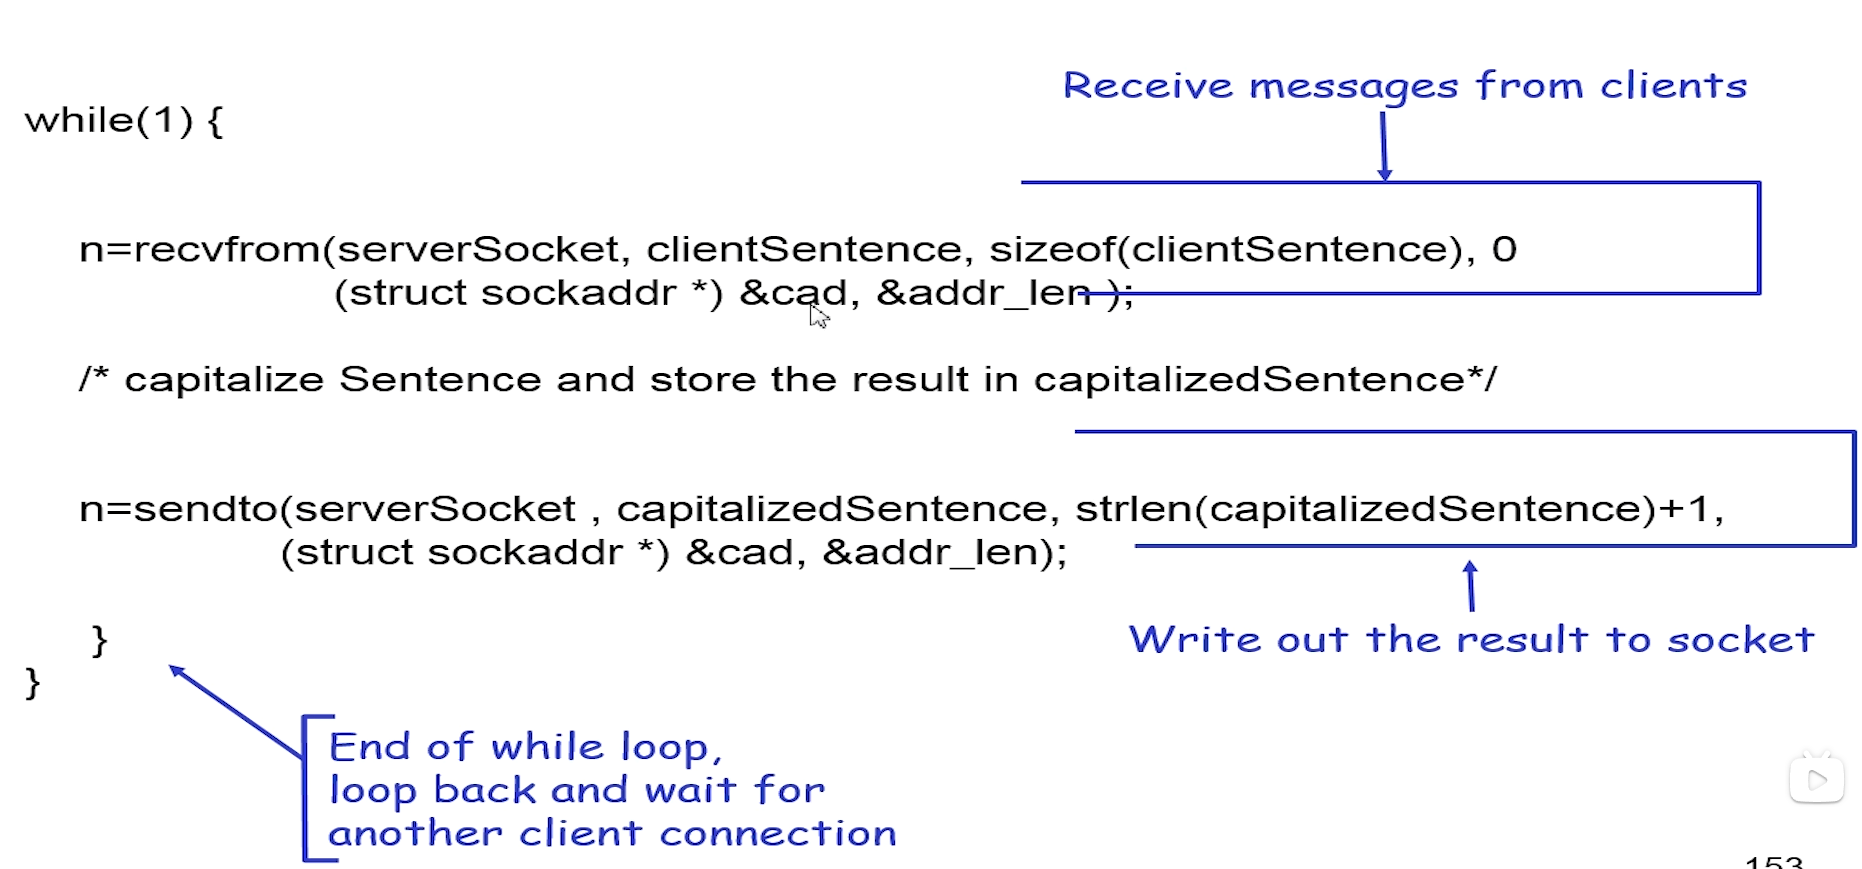 Receive messages from clients
while(1) {
n=recvfrom(serverSocket, clientSentence, sizeof(clientSentence), 0
(struct sockaddr *) &cad, &addr_len );
/* capitalize Sentence and store the result in capitalizedSentence*/
n=sendto(serverSocket , capitalizedSentence, strlen(capitalizedSentence)+1,
(struct sockaddr *) &cad, &addr_len);
}
Write out the result to socket
}
End of while loop,
loop back and wait for
another client connection
153